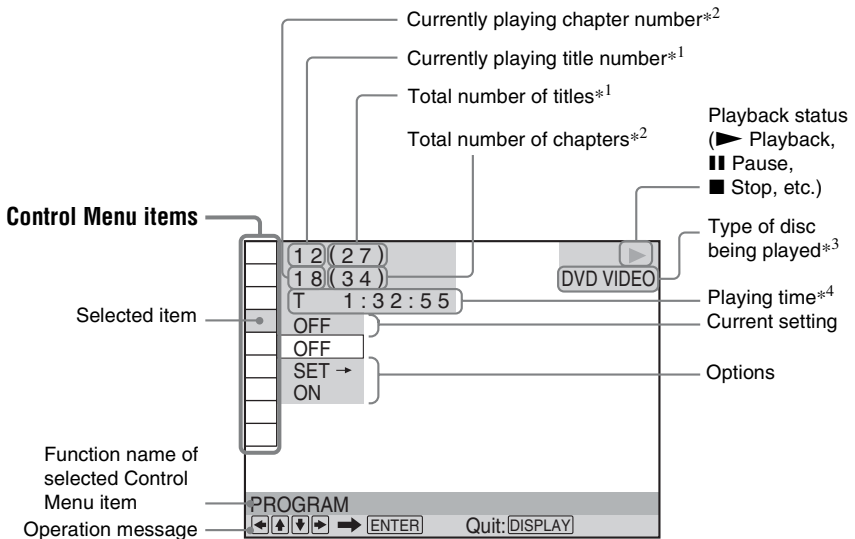 Currently playing chapter number*2
Currently playing title number*1
Total number of titles*1
Total number of chapters*2
Playback status
(► Playback,
❚❚ Pause,
■ Stop, etc.)
Control Menu items
Type of disc
being played*3
12(27)
18(34)
DVD VIDEO
T 1:32:55
Playing time*4
Selected item
OFF
Current setting
OFF
SET →
ON
Options
Function name of
selected Control
Menu item
PROGRAM
Operation message
←↑↓→ ➡ ENTER Quit: DISPLAY